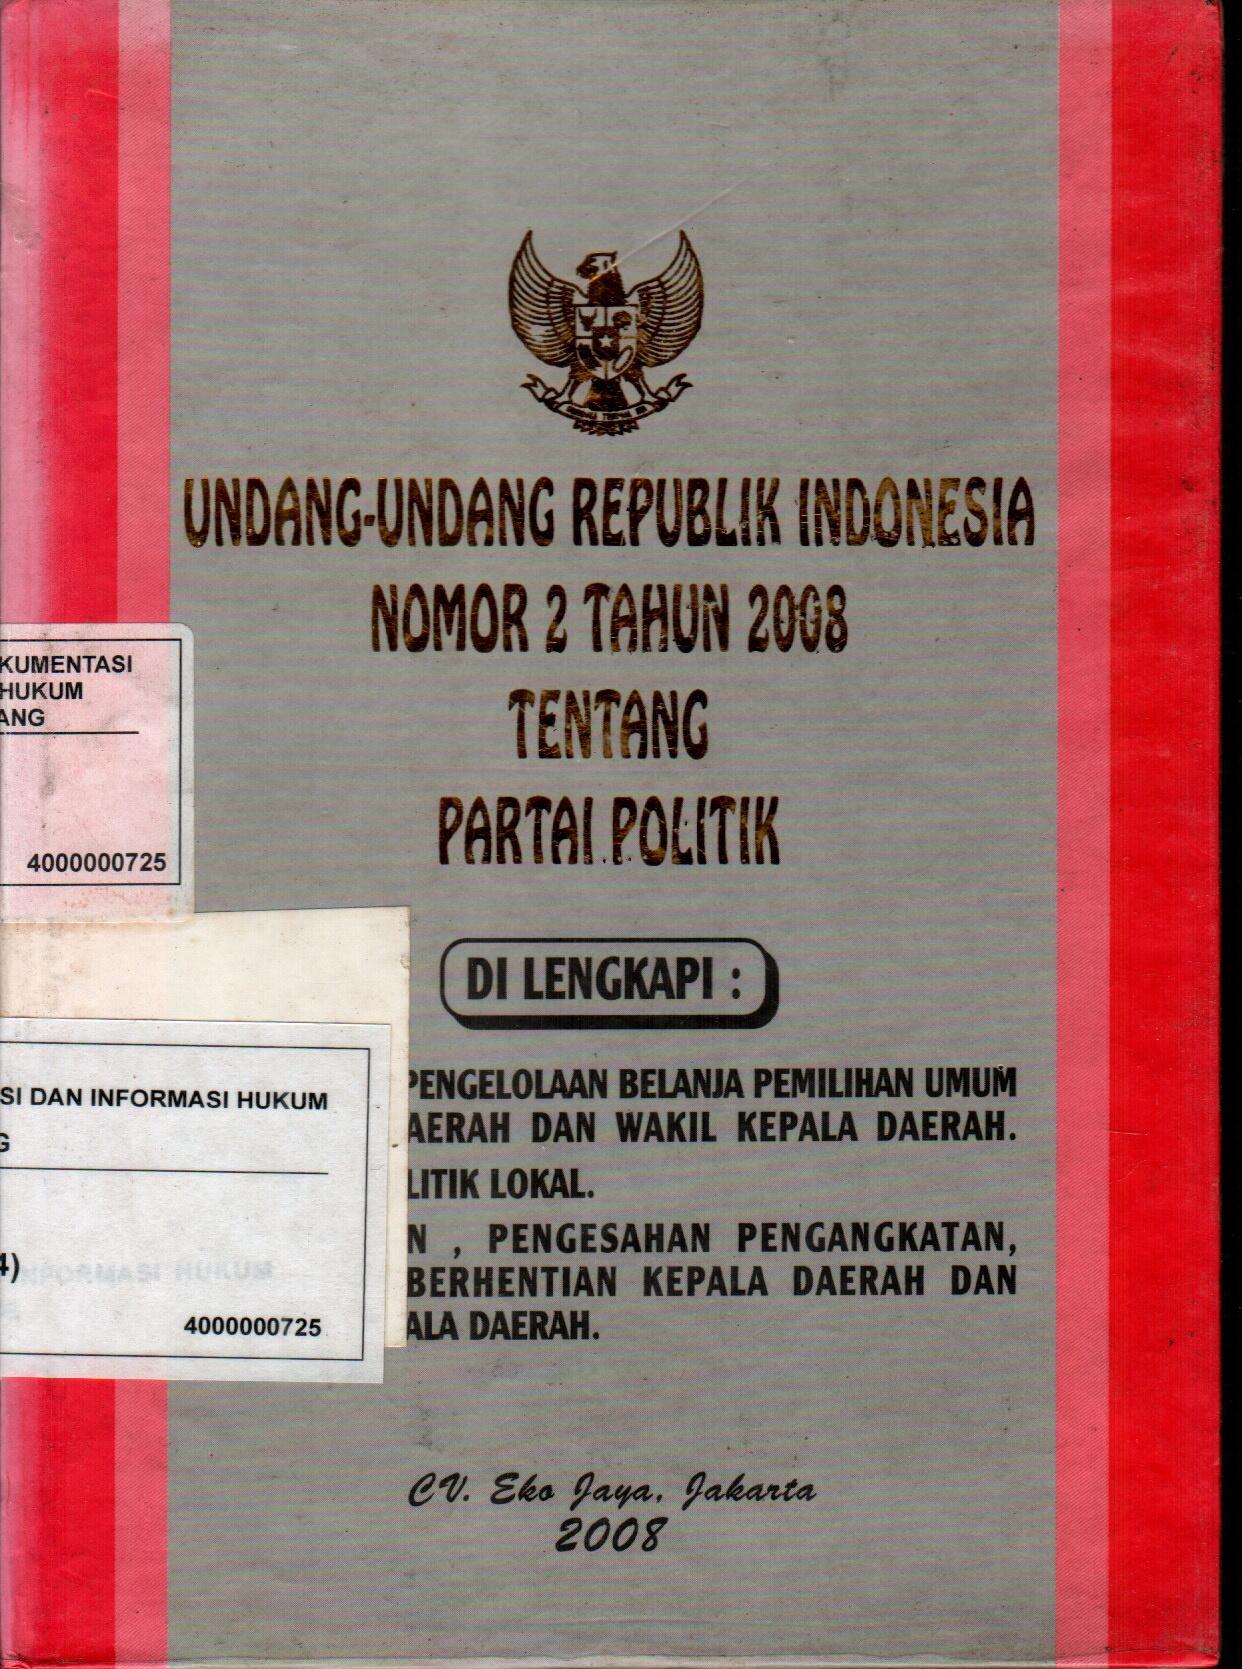 UNDANG-UNDANG REPUBLIK INDONESIA
NOMOR 2 TAHUN 2008
TENTANG
PARTAI POLITIK
KUMENTASI
HUKUM
ANG
4000000725
DI LENGKAPI :
PENGELOLAAN BELANJA PEMILIHAN UMUM
AERAH DAN WAKIL KEPALA DAERAH.
LITIK LOKAL.
N , PENGESAHAN PENGANGKATAN,
BERHENTIAN KEPALA DAERAH DAN
ALA DAERAH.
SI DAN INFORMASI HUKUM
G
4)
INFORMASI HUKUM
4000000725
CV. Eko Jaya, Jakarta
2008